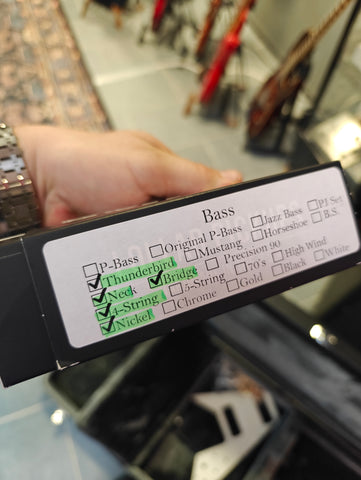 Bass
P-Bass Original P-Bass Jazz Bass PJ Set
Thunderbird Mustang Horseshoe B.S.
Neck Bridge Precision 90
4-String 5-String 70's High Wind
Nickel Chrome Gold Black White